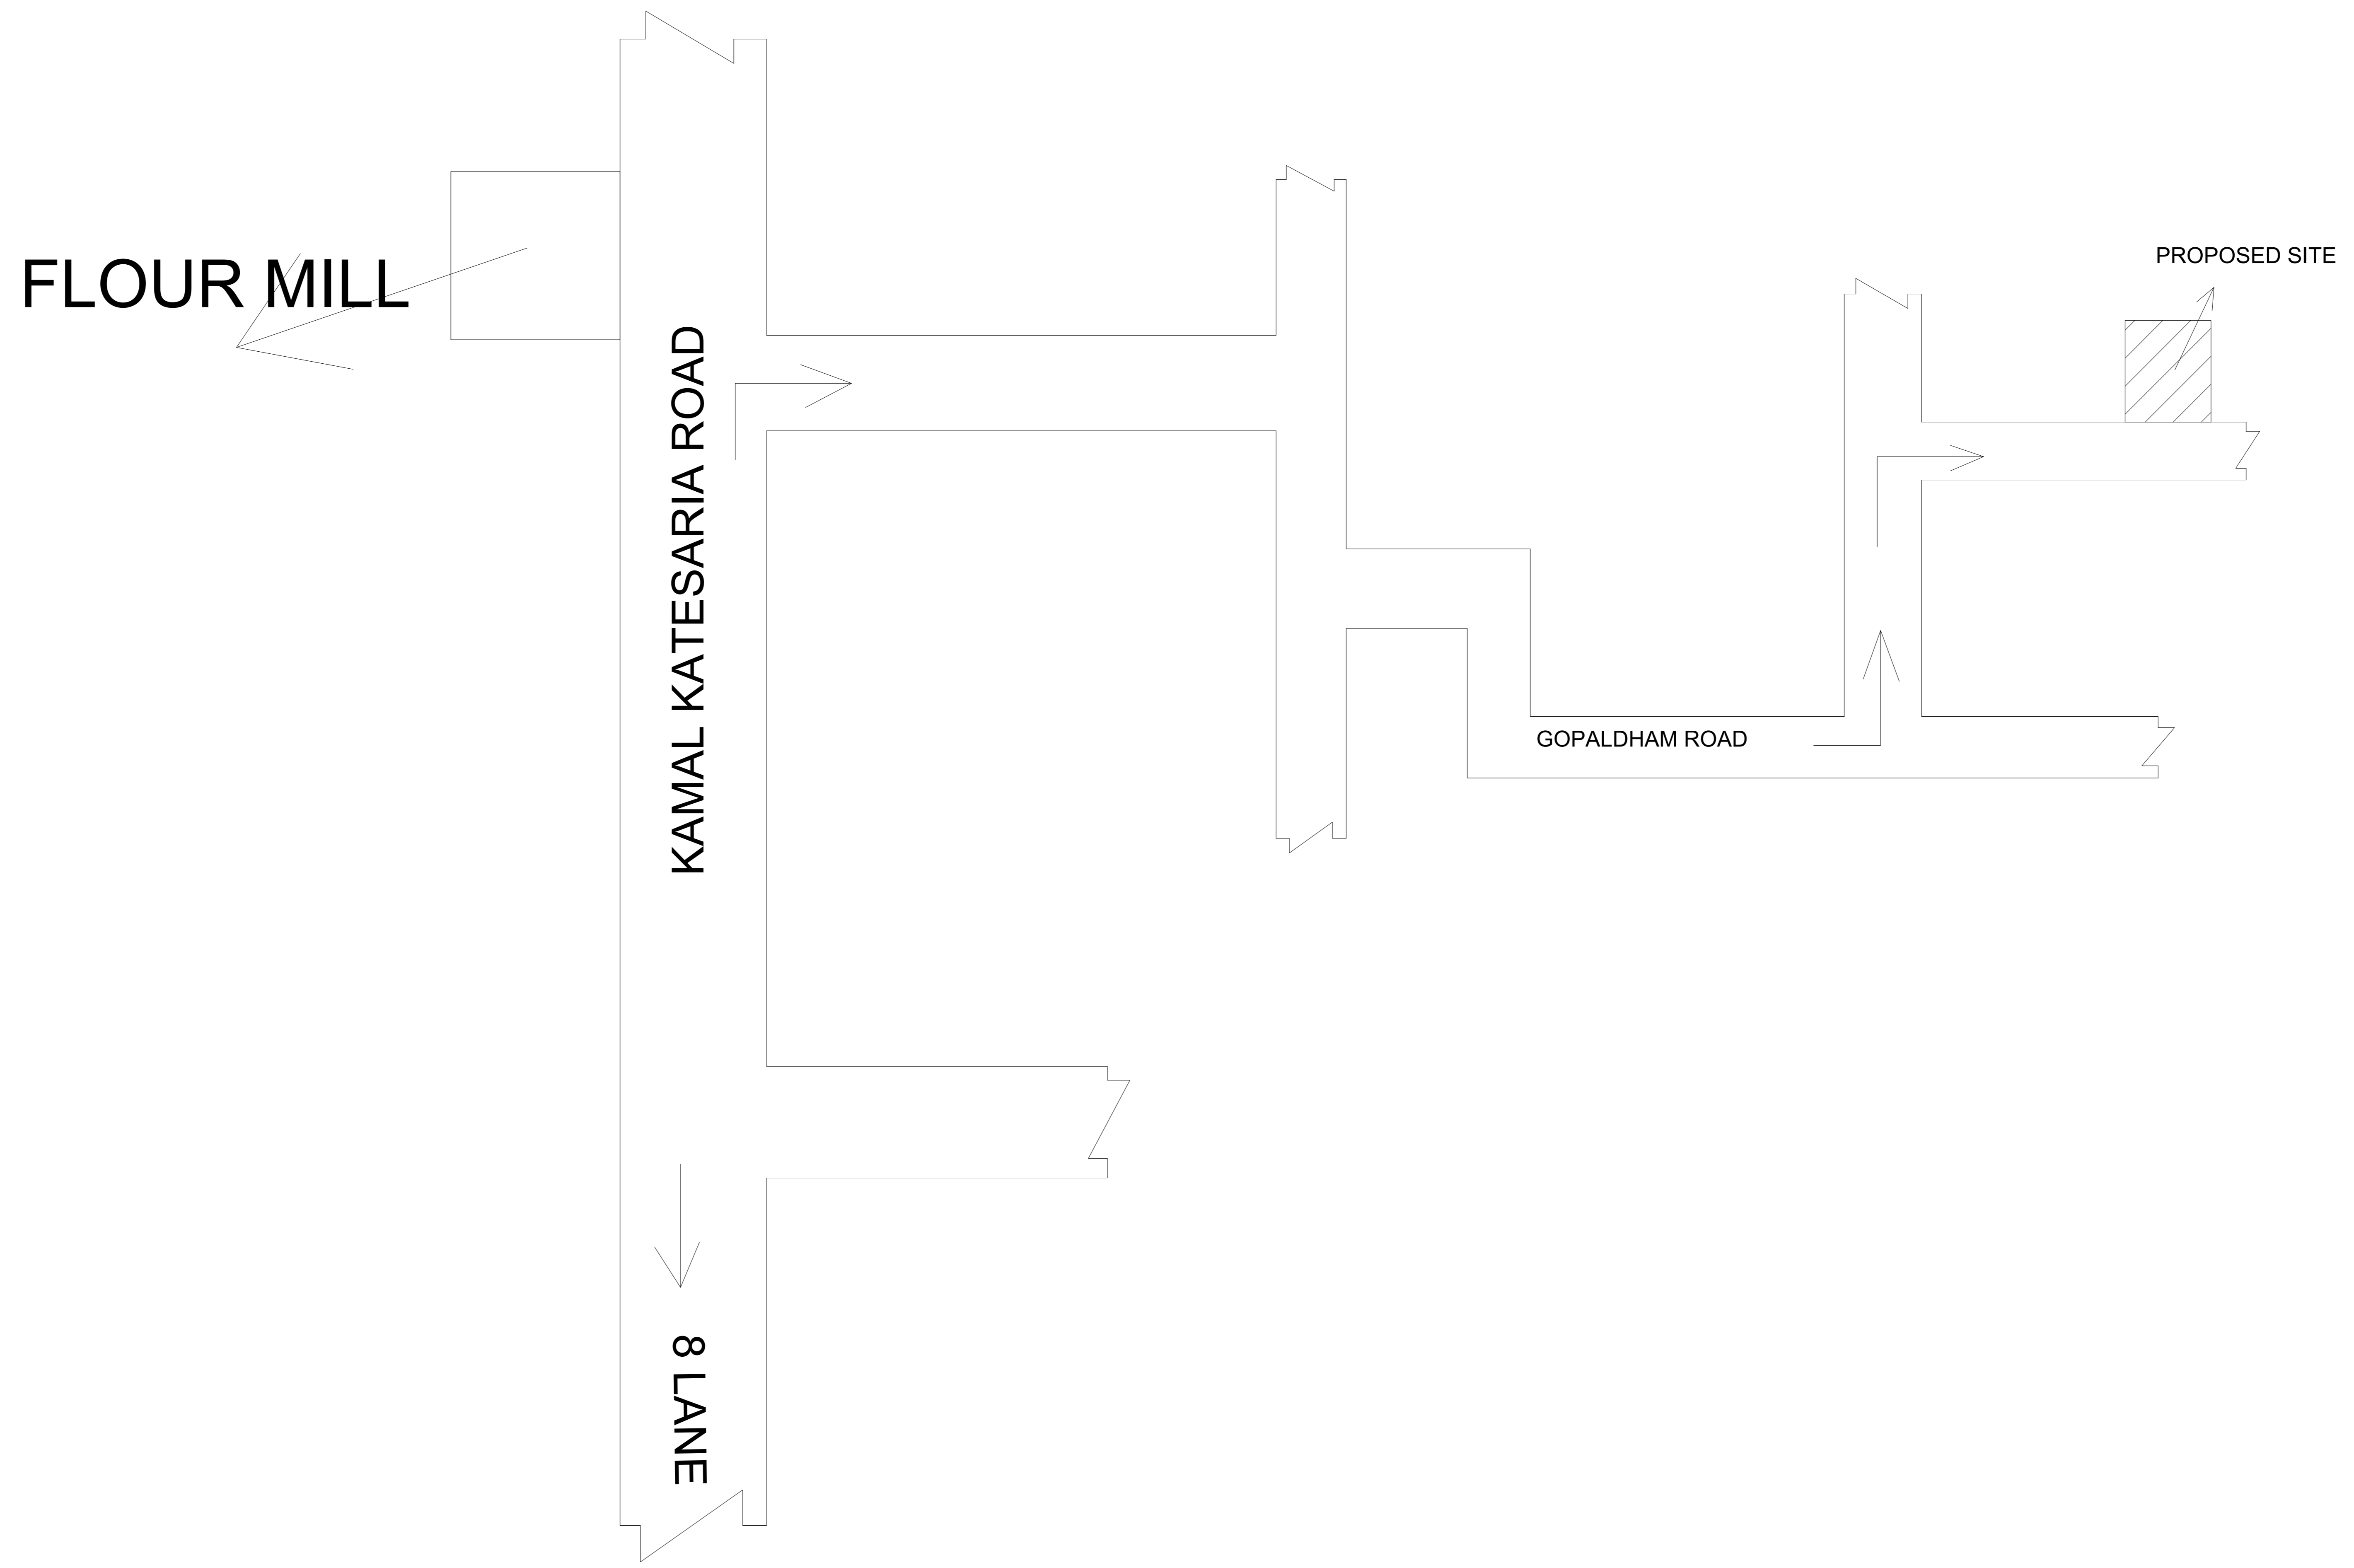 FLOUR MILL
PROPOSED SITE
KAMAL KATESARIA ROAD
GOPALDHAM ROAD
8 LANE